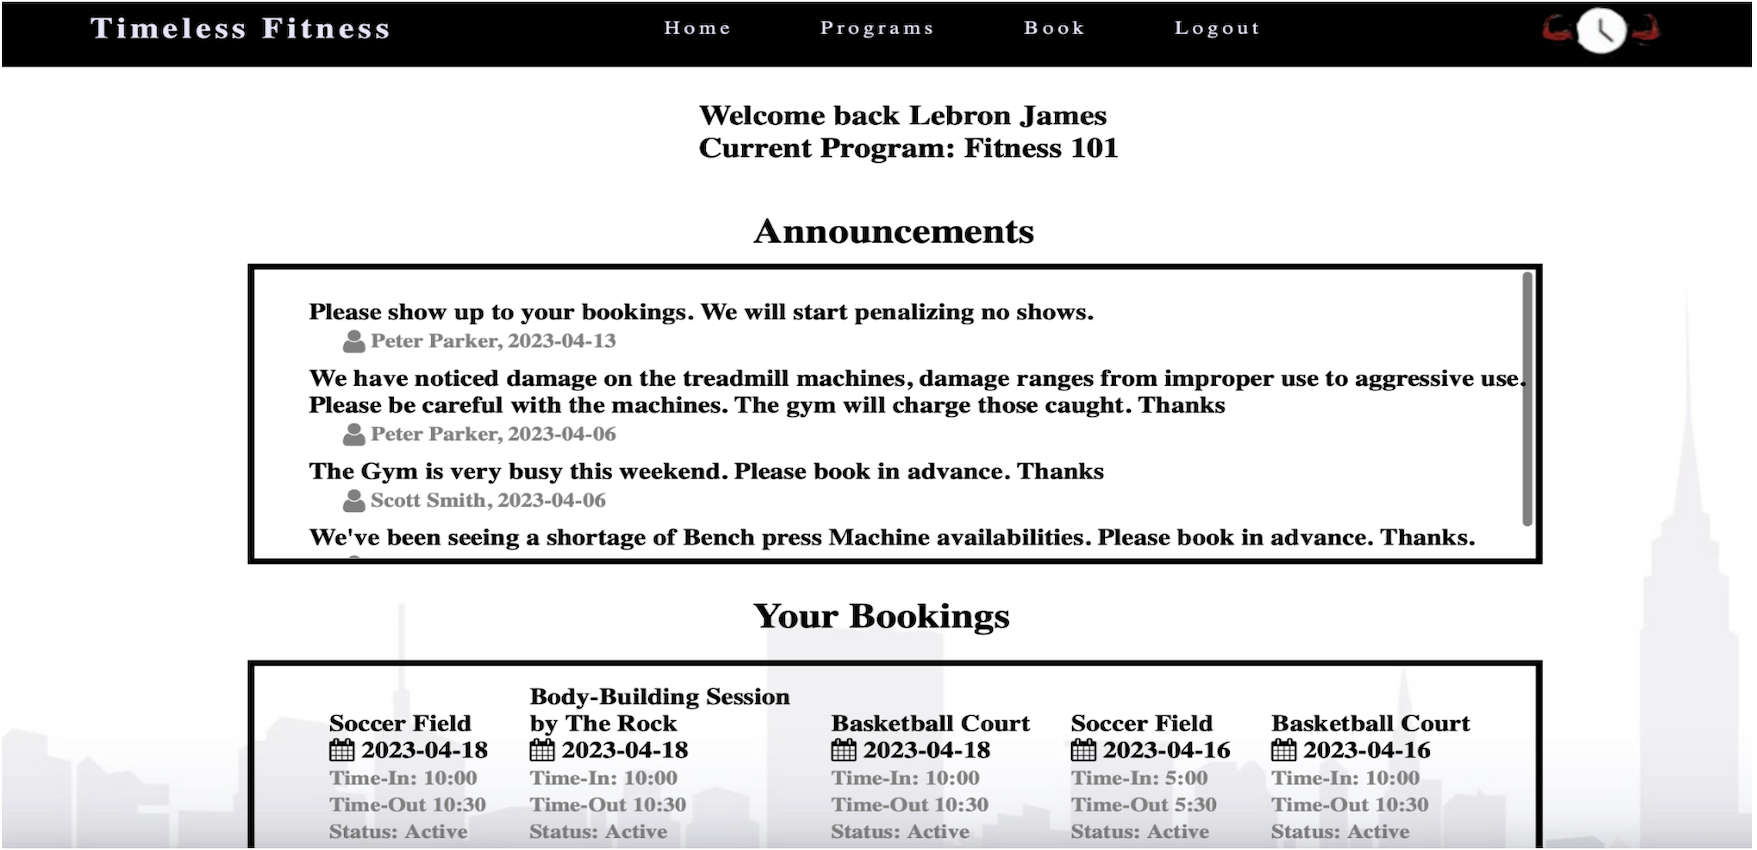 Timeless Fitness
Home
Programs
Book
Logout
Welcome back Lebron James
Current Program: Fitness 101
Announcements
Please show up to your bookings. We will start penalizing no shows.
Peter Parker, 2023-04-13
We have noticed damage on the treadmill machines, damage ranges from improper use to aggressive use.
Please be careful with the machines. The gym will charge those caught. Thanks
Peter Parker, 2023-04-06
The Gym is very busy this weekend. Please book in advance. Thanks
Scott Smith, 2023-04-06
We've been seeing a shortage of Bench press Machine availabilities. Please book in advance. Thanks.
Your Bookings
Soccer Field
2023-04-18
Time-In: 10:00
Time-Out 10:30
Status: Active
Body-Building Session
by The Rock
2023-04-18
Time-In: 10:00
Time-Out 10:30
Status: Active
Basketball Court
2023-04-18
Time-In: 10:00
Time-Out 10:30
Status: Active
Soccer Field
2023-04-16
Time-In: 5:00
Time-Out 5:30
Status: Active
Basketball Court
2023-04-16
Time-In: 10:00
Time-Out 10:30
Status: Active